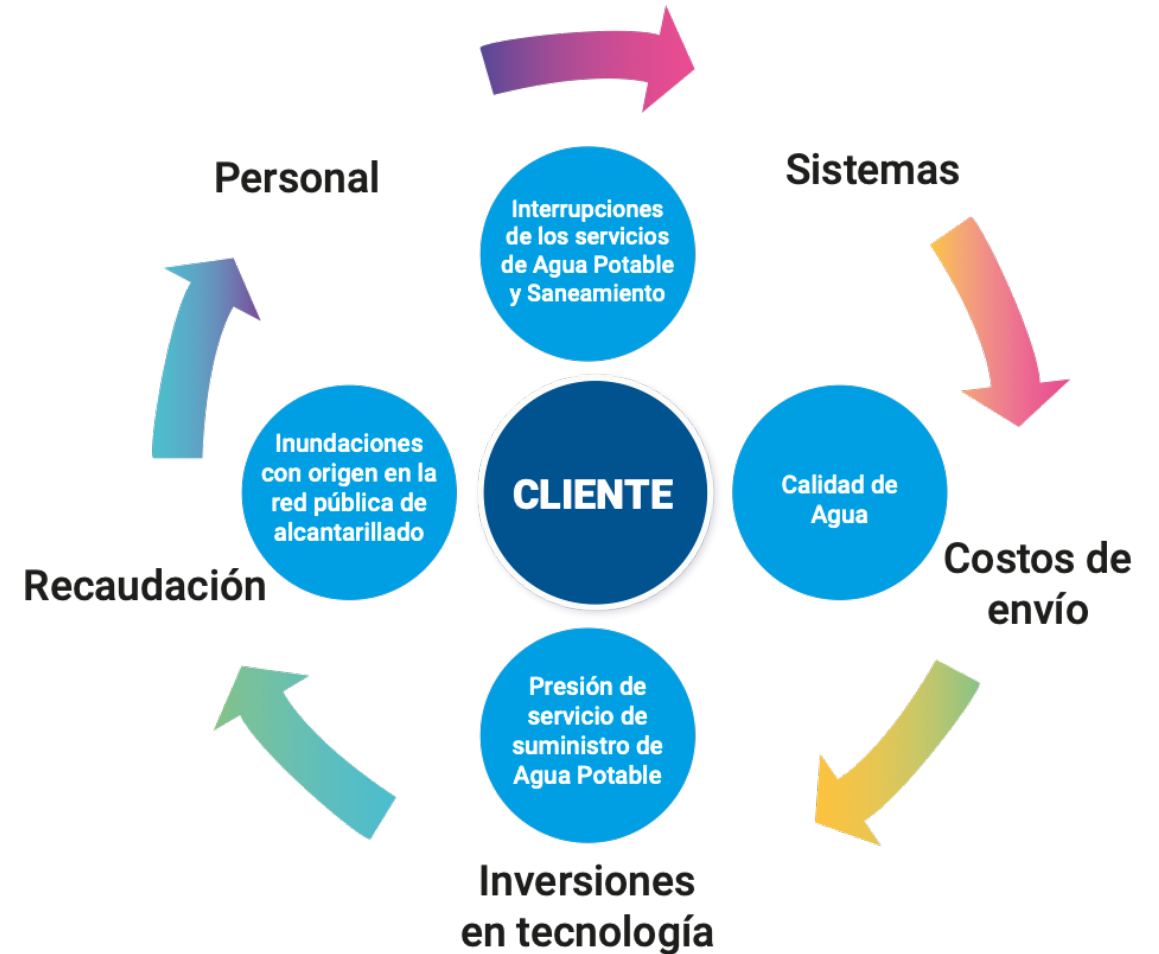 Personal
Sistemas
Interrupciones
de los servicios
de Agua Potable
y Saneamiento
Inundaciones
con origen en la
red pública de
alcantarillado
CLIENTE
Calidad de
Agua
Recaudación
Costos de
envío
Presión de
servicio de
suministro de
Agua Potable
Inversiones
en tecnología